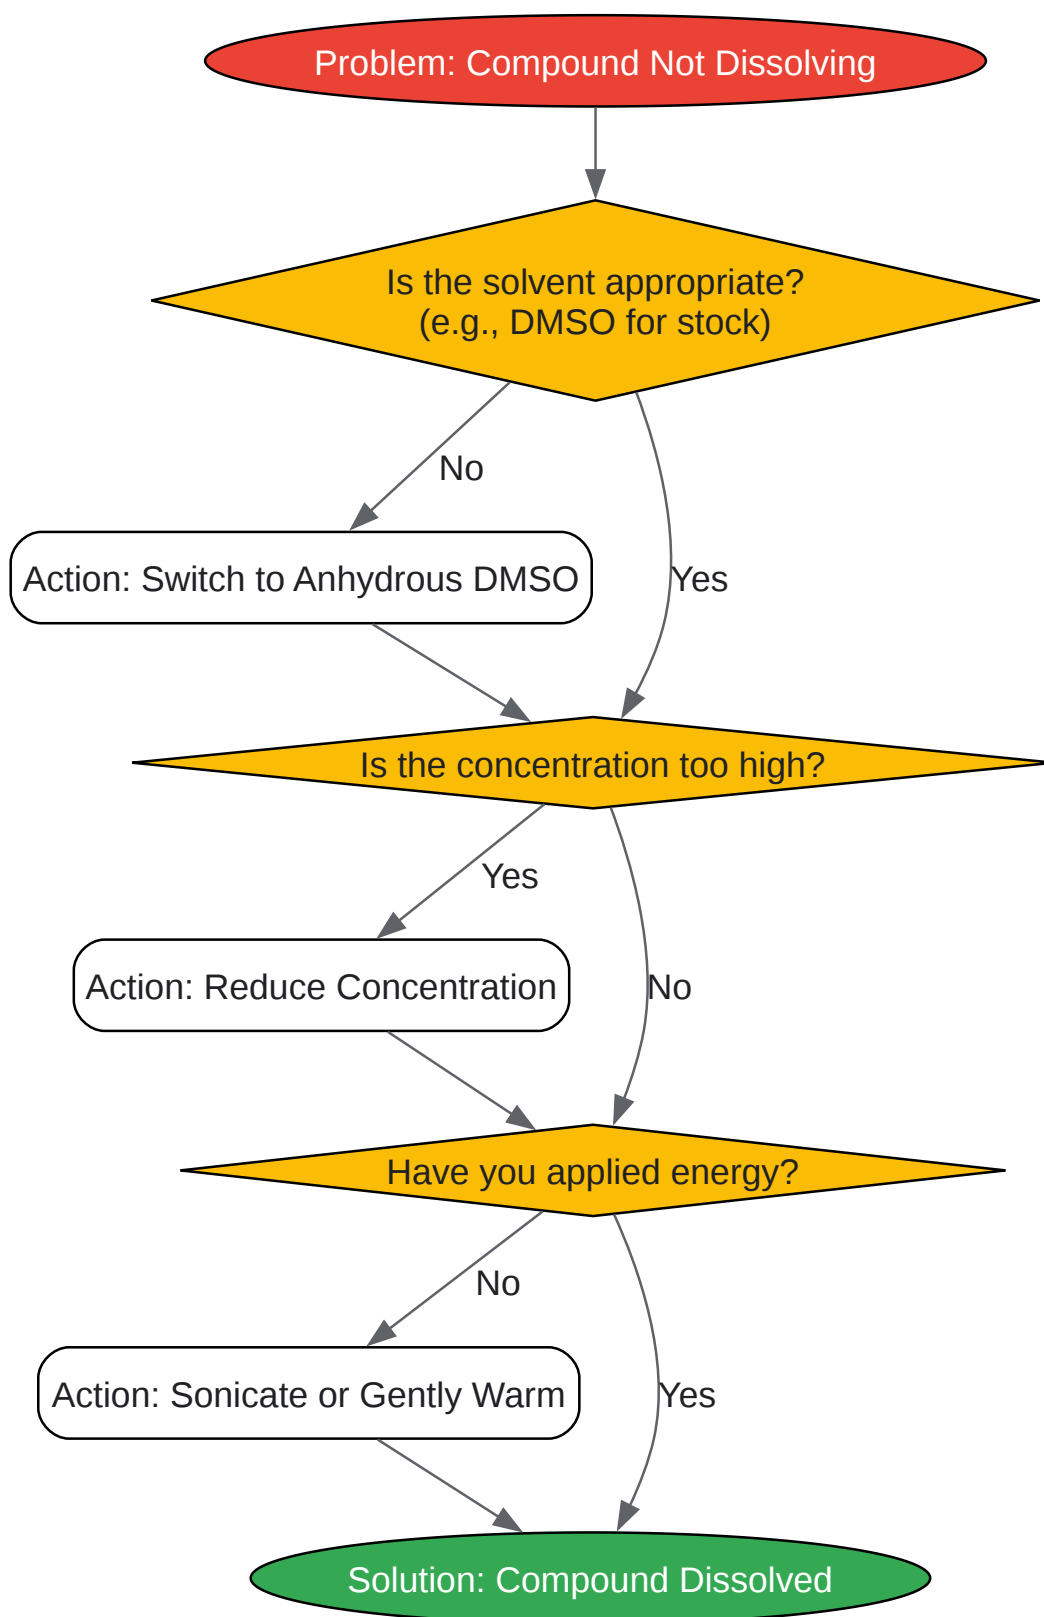 Problem: Compound Not Dissolving
Is the solvent appropriate?
(e.g., DMSO for stock)
No
Action: Switch to Anhydrous DMSO
Yes
Is the concentration too high?
Yes
Action: Reduce Concentration
No
Have you applied energy?
No
Action: Sonicate or Gently Warm
Yes
Solution: Compound Dissolved